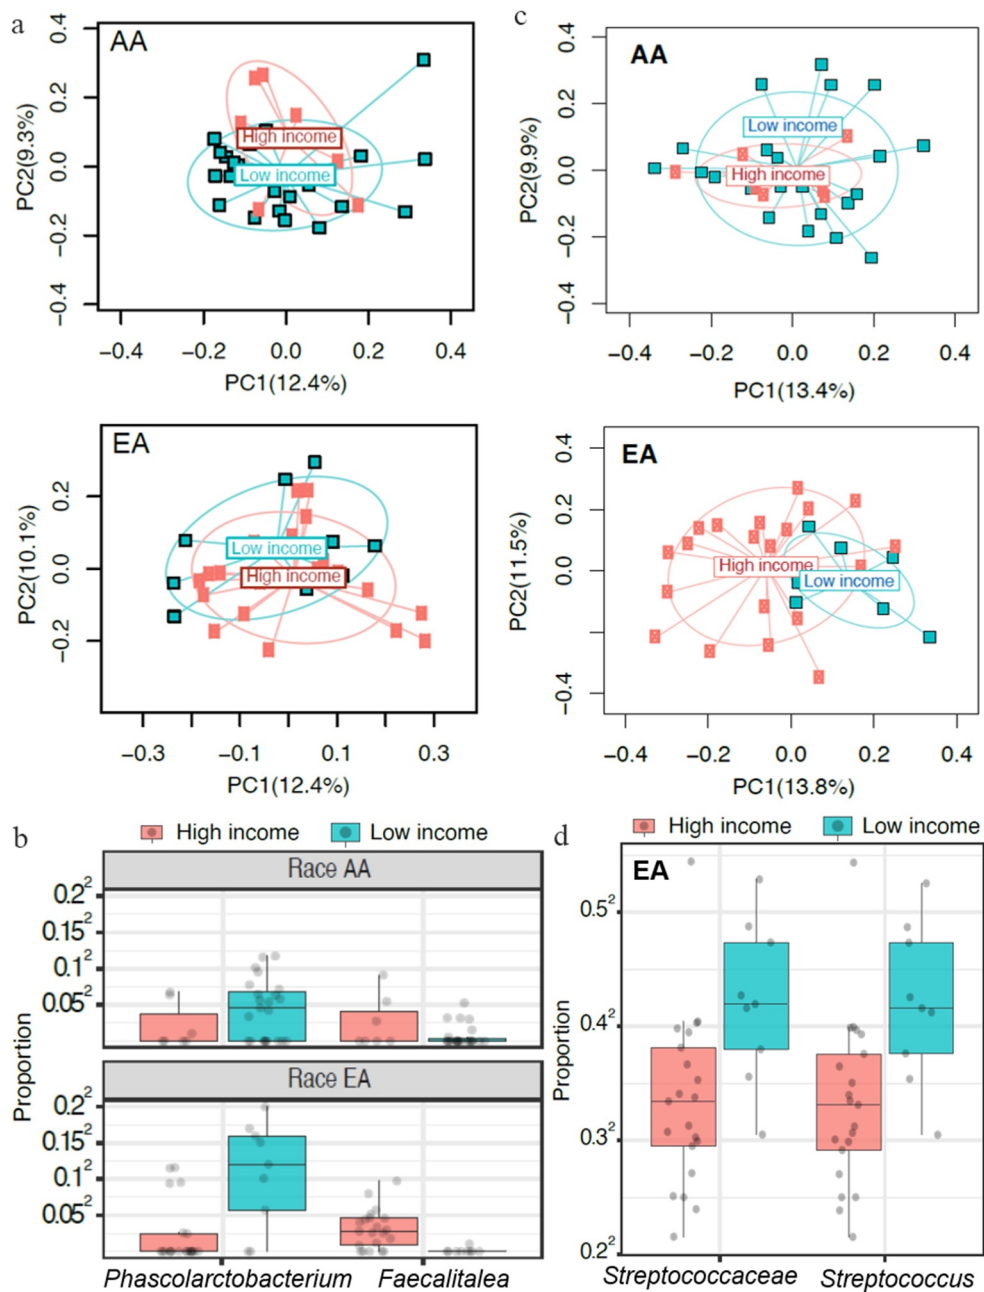 a
AA
PC2(9.3%)
0.4
0.2
0.0
−0.2
−0.4
High income
Low income
−0.4 −0.2 0.0 0.2 0.4
PC1(12.4%)
EA
PC2(10.1%)
0.2
0.0
−0.2
Low income
High income
−0.3 −0.1 0.1 0.3
PC1(12.4%)
c
AA
PC2(9.9%)
0.4
0.2
0.0
−0.2
−0.4
Low income
High income
−0.4 −0.2 0.0 0.2 0.4
PC1(13.4%)
EA
PC2(11.5%)
0.4
0.2
0.0
−0.4
High income
Low income
−0.4 −0.2 0.0 0.2 0.4
PC1(13.8%)
b
High income Low income
Race AA
0.2²
0.15²
0.1²
0.05²
Race EA
0.2²
0.15²
0.1²
0.05²
Proportion
Phascolarctobacterium Faecalitalea
d
High income Low income
EA
Proportion
0.5²
0.4²
0.3²
0.2²
Streptococcaceae Streptococcus